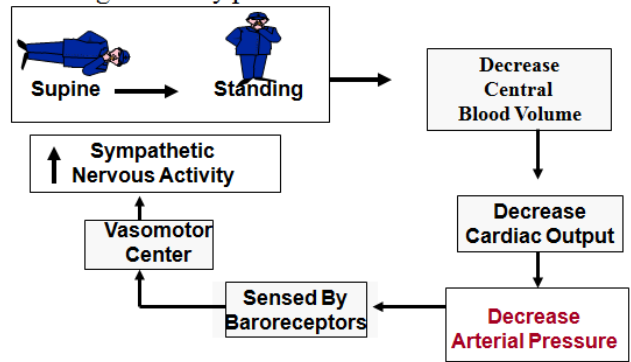 Supine
Standing
Decrease
Central
Blood Volume
Decrease
Cardiac Output
Decrease
Arterial Pressure
Sensed By
Baroreceptors
Vasomotor
Center
Sympathetic
Nervous Activity